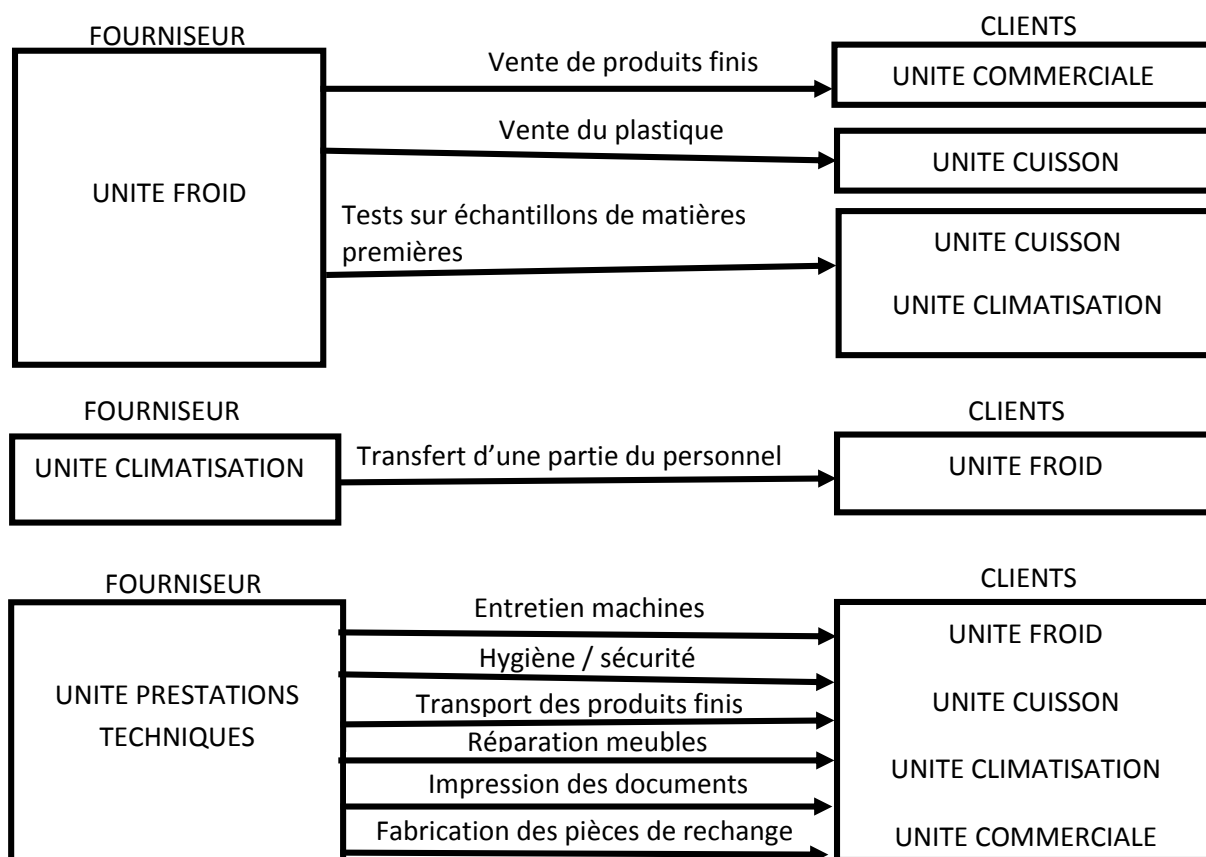 FOURNISEUR
CLIENTS
Vente de produits finis
UNITE COMMERCIALE
Vente du plastique
UNITE CUISSON
UNITE FROID
Tests sur échantillons de matières
premières
UNITE CUISSON
UNITE CLIMATISATION
FOURNISEUR
CLIENTS
UNITE CLIMATISATION
Transfert d’une partie du personnel
UNITE FROID
FOURNISEUR
CLIENTS
UNITE PRESTATIONS
TECHNIQUES
Entretien machines
Hygiène / sécurité
Transport des produits finis
Réparation meubles
Impression des documents
Fabrication des pièces de rechange
UNITE FROID
UNITE CUISSON
UNITE CLIMATISATION
UNITE COMMERCIALE